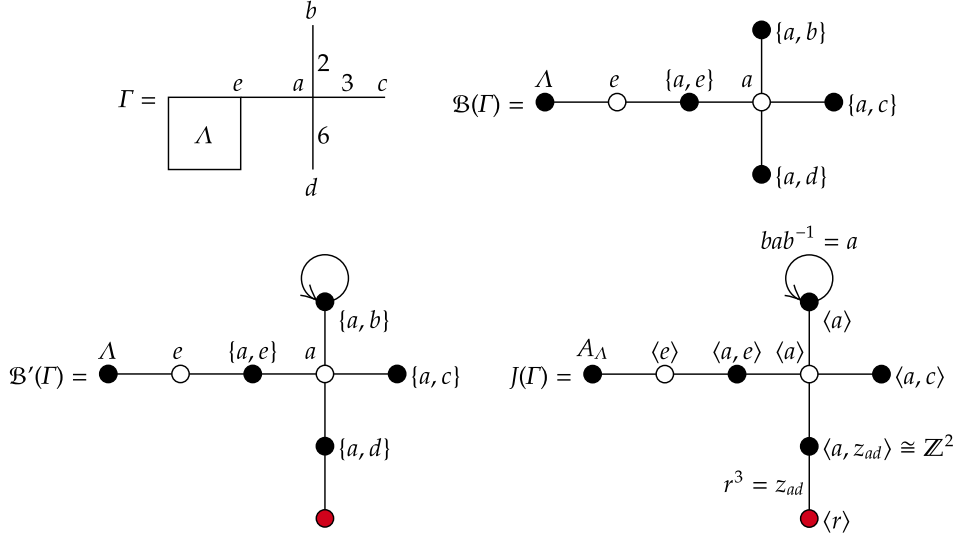 b
2
e a 3 c
Γ =
Λ
6
d
{a, b}
Λ e {a, e} a
ℬ(Γ) =
{a, c}
{a, d}
{a, b}
Λ e {a, e} a
ℬ′(Γ) =
{a, c}
{a, d}
bab⁻¹ = a
⟨a⟩
A_Λ ⟨e⟩ ⟨a, e⟩ ⟨a⟩
J(Γ) =
⟨a, c⟩
⟨a, z_ad⟩ ≅ ℤ²
r³ = z_ad
⟨r⟩